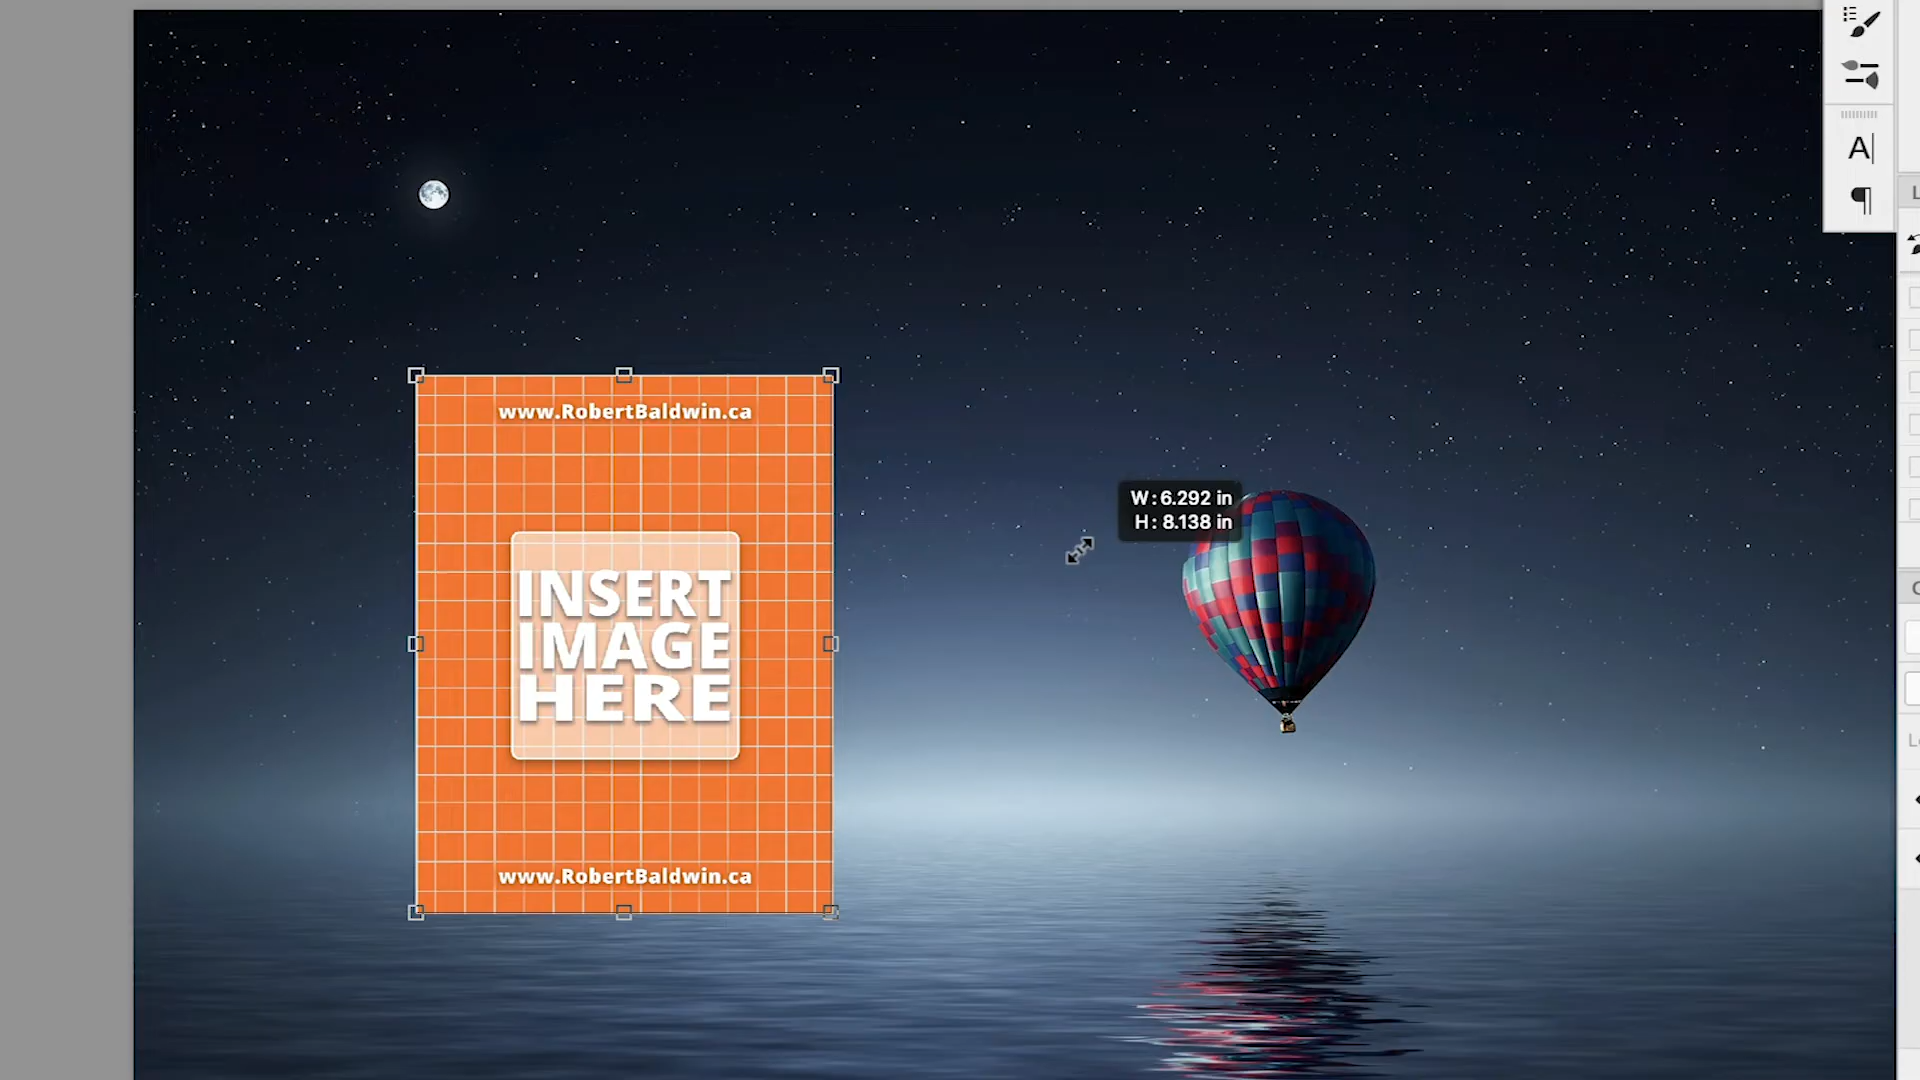 www.RobertBaldwin.ca
W: 6.292 in
H: 8.138 in
INSERT
IMAGE
HERE
www.RobertBaldwin.ca